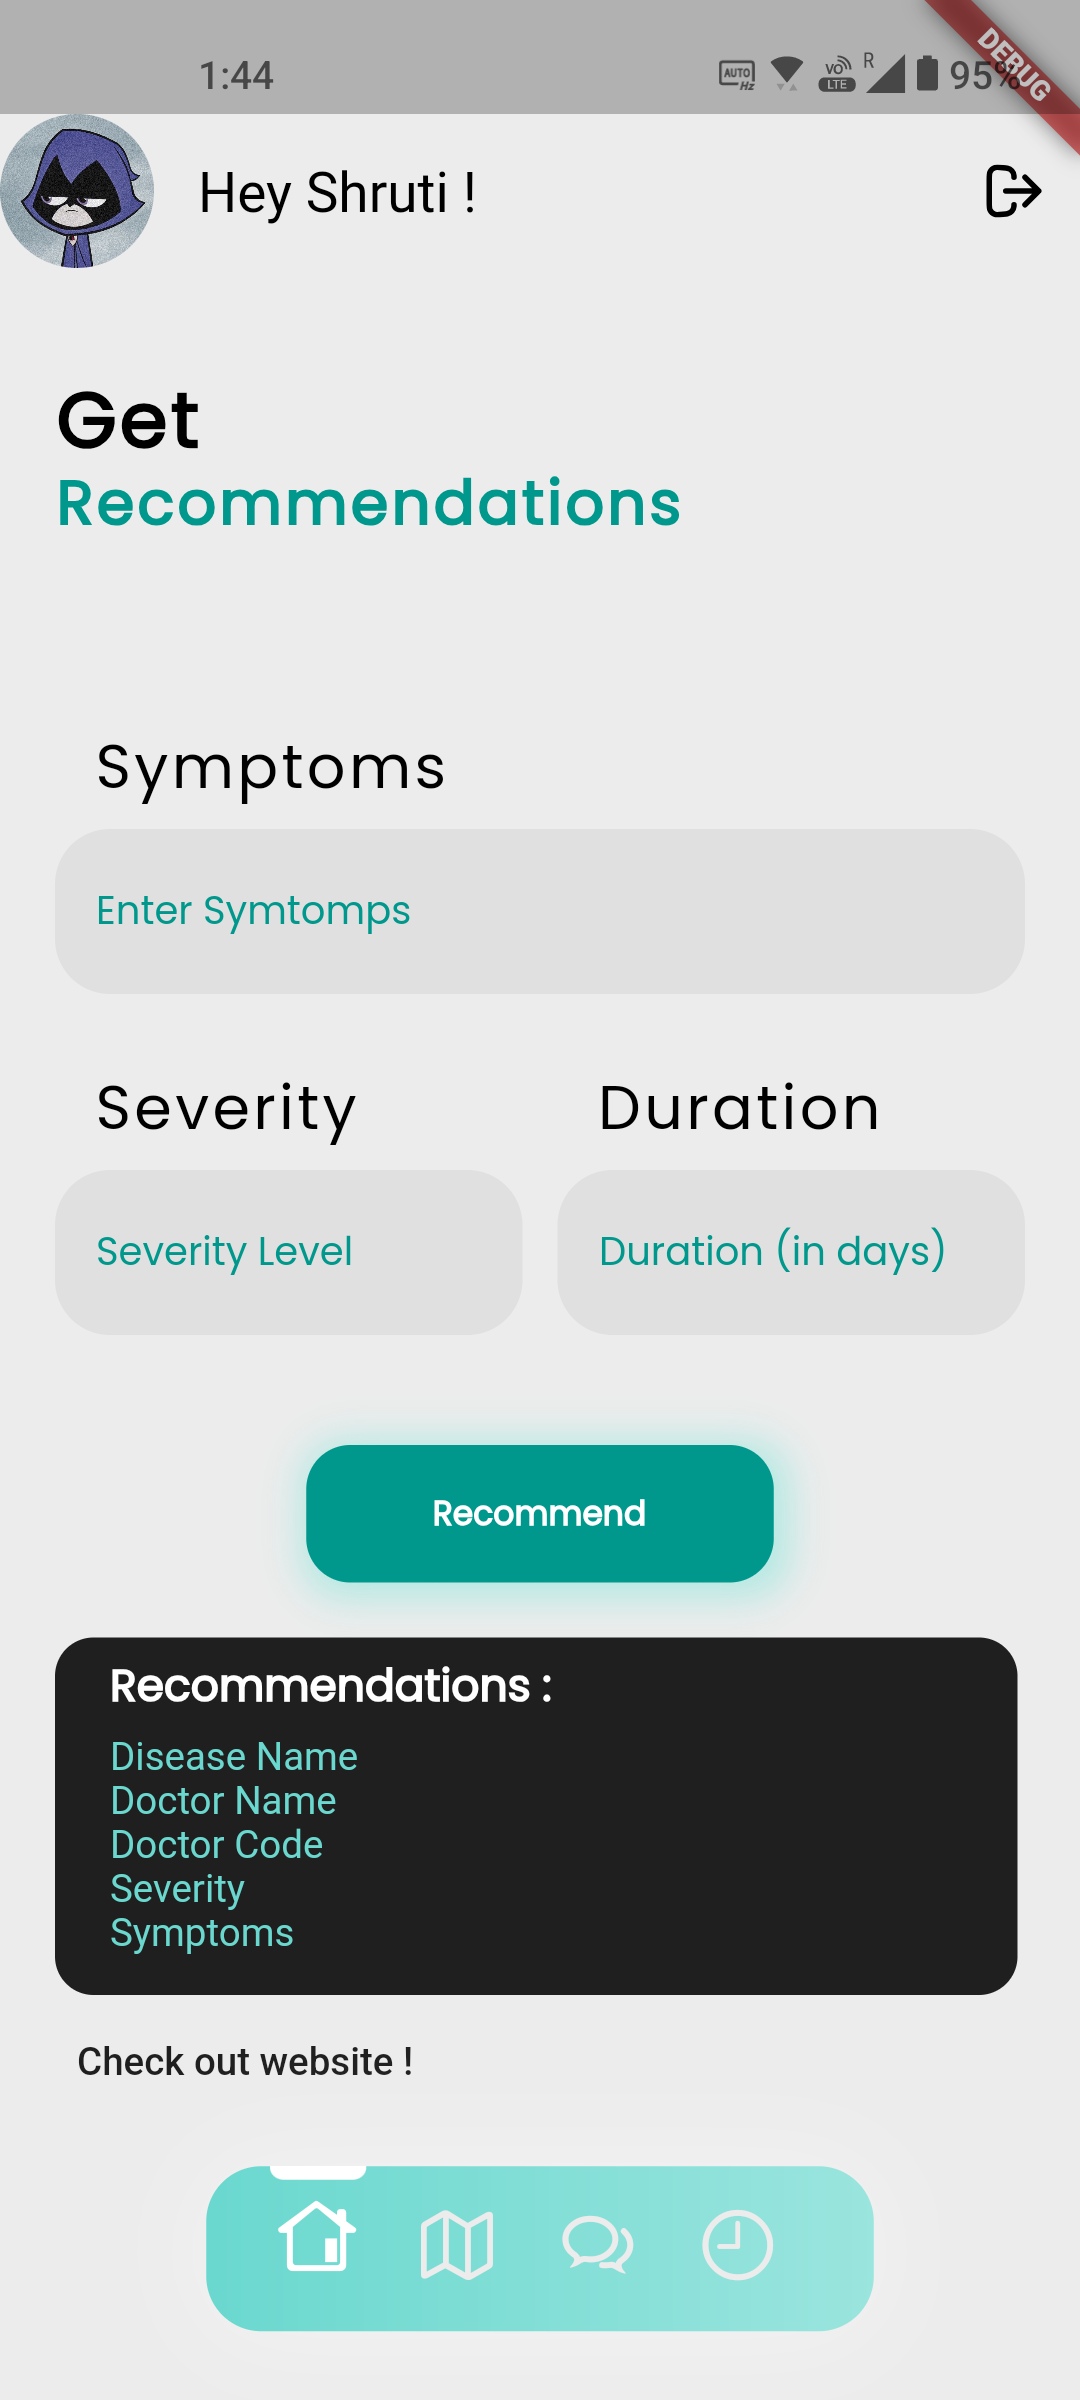 1:44
AUTO Hz
VO LTE
R
95%
DEBUG
Hey Shruti !
Get
Recommendations
Symptoms
Enter Symtomps
Severity Duration
Severity Level Duration (in days)
Recommend
Recommendations :
Disease Name
Doctor Name
Doctor Code
Severity
Symptoms
Check out website !